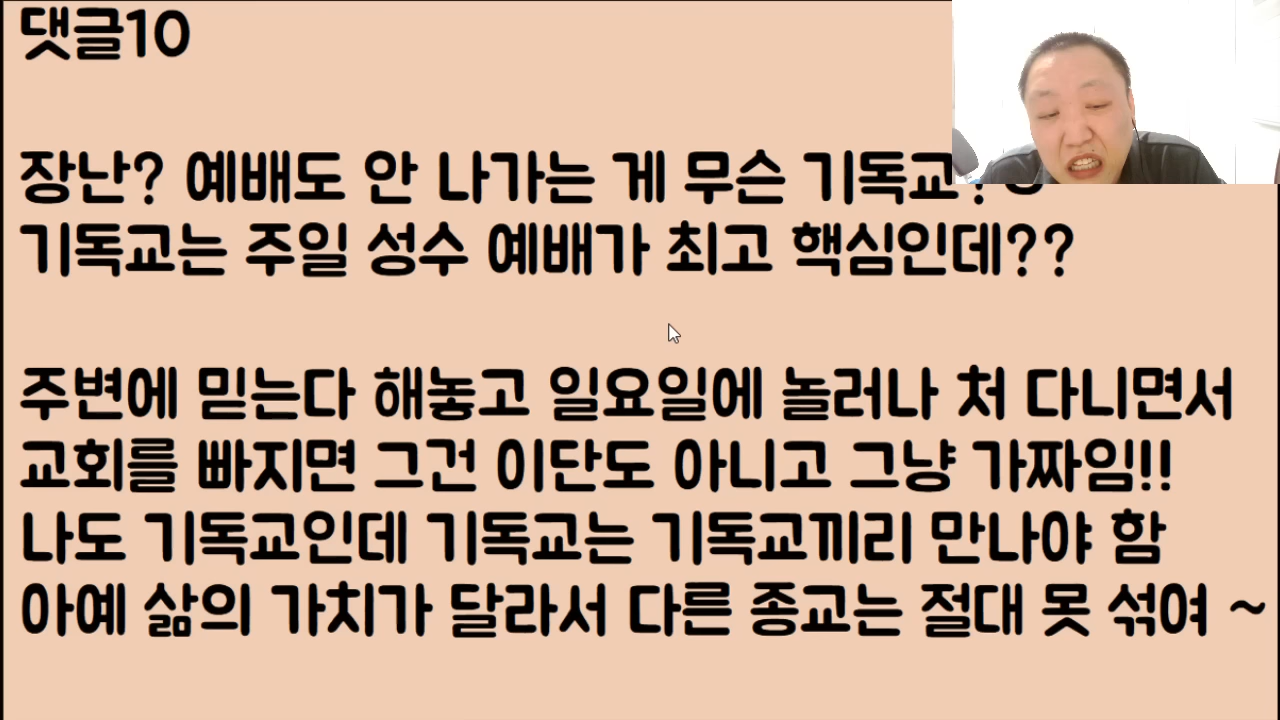 댓글10
장난? 예배도 안 나가는 게 무슨 기독교?
기독교는 주일 성수 예배가 최고 핵심인데??
주변에 믿는다 해놓고 일요일에 놀러나 처 다니면서
교회를 빠지면 그건 이단도 아니고 그냥 가짜임!!
나도 기독교인데 기독교는 기독교끼리 만나야 함
아예 삶의 가치가 달라서 다른 종교는 절대 못 섞여 ~